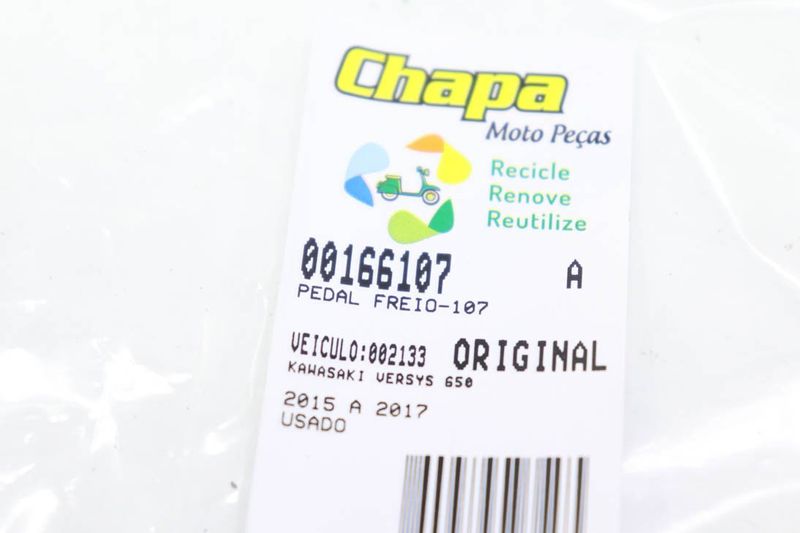 Chapa
Moto Peças
Recicle
Renove
Reutilize
00166107 A
PEDAL FREIO-107
VEICULO:002133 ORIGINAL
KAWASAKI VERSYS 650
2015 A 2017
USADO